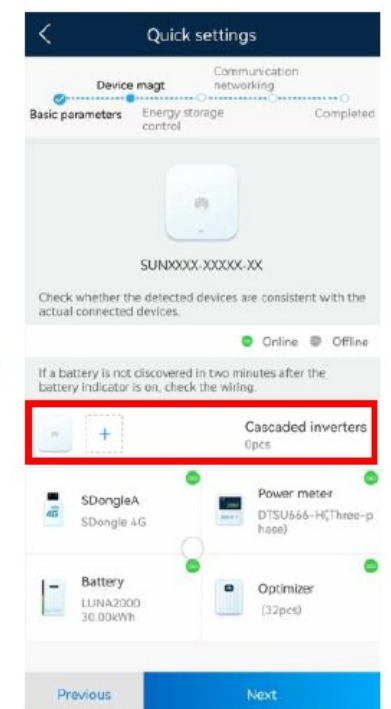 Quick settings
Communication
Device magt networking
Basic parameters Energy storage Completed
control
SUNXXXX-XXXXX-XX
Check whether the detected devices are consistent with the
actual connected devices.
Online Offline
If a battery is not discovered in two minutes after the
battery indicator is on, check the wiring.
+ Cascaded inverters
0pcs
SDongleA
4G
SDongle 4G
Power meter
DTSU666-H(Three-p
hase)
Battery
LUNA2000
30.00kWh
Optimizer
(32pcs)
Previous Next